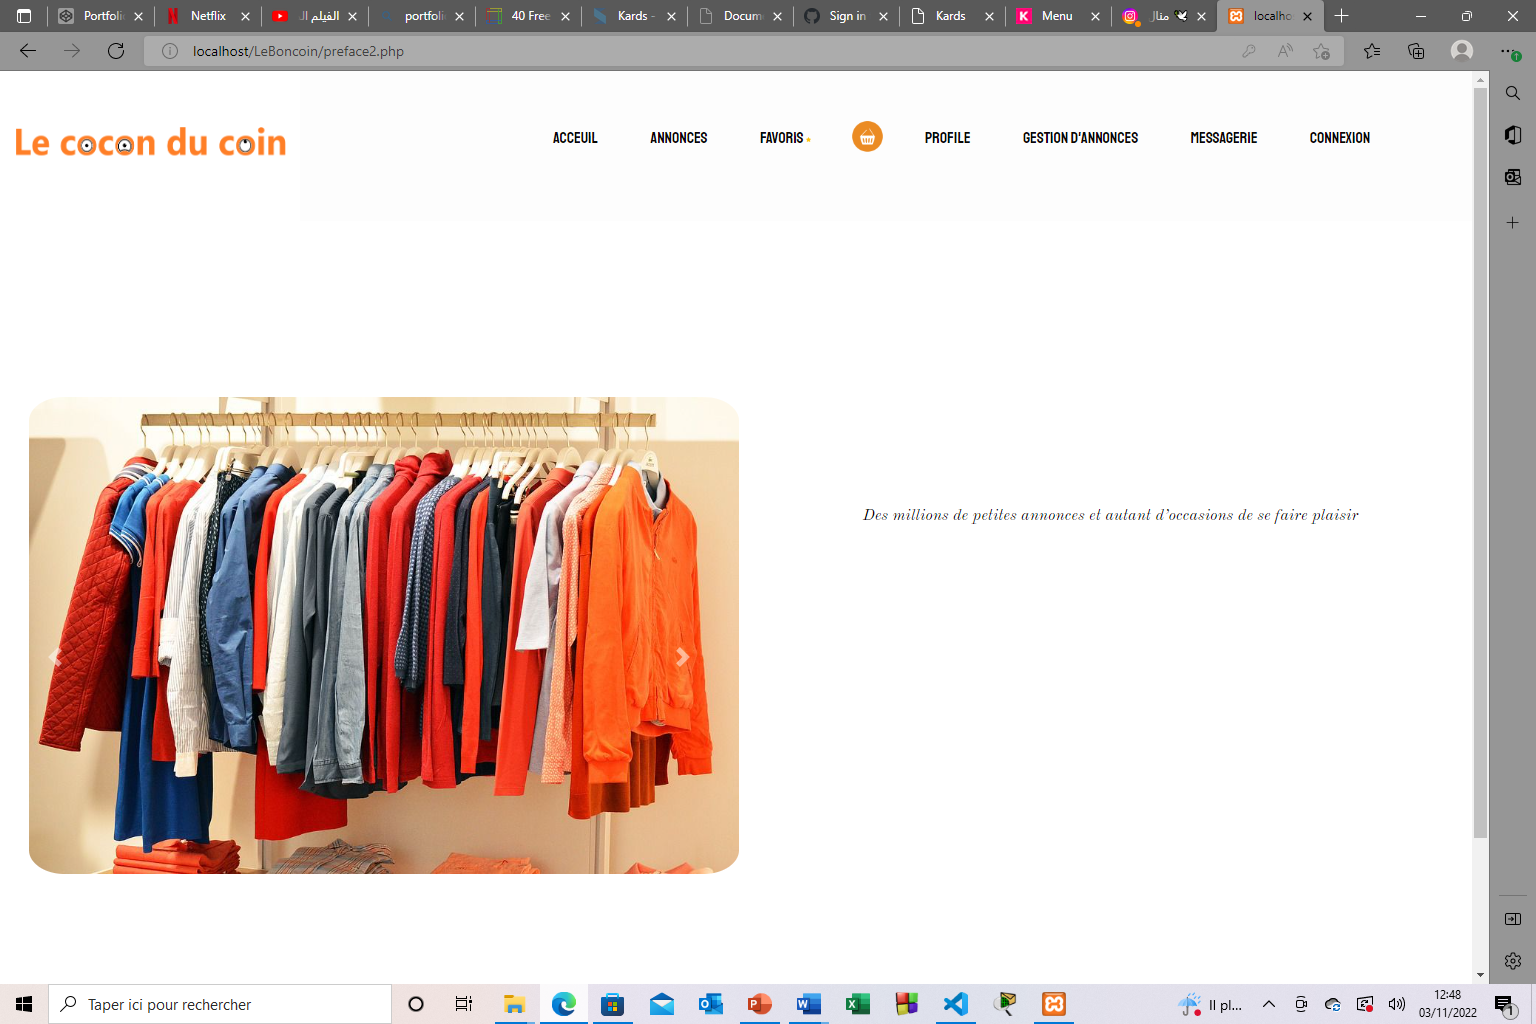 Portfoli
Netflix
الفيلم ال
portfoli
40 Free
Kards -
Docum
Sign in
Kards
Menu
منال
localho
localhost/LeBoncoin/preface2.php
Le cocon du coin
ACCEUIL
ANNONCES
FAVORIS
PROFILE
GESTION D'ANNONCES
MESSAGERIE
CONNEXION
Des millions de petites annonces et autant d’occasions de se faire plaisir
Taper ici pour rechercher
Il pl...
12:48
03/11/2022
1